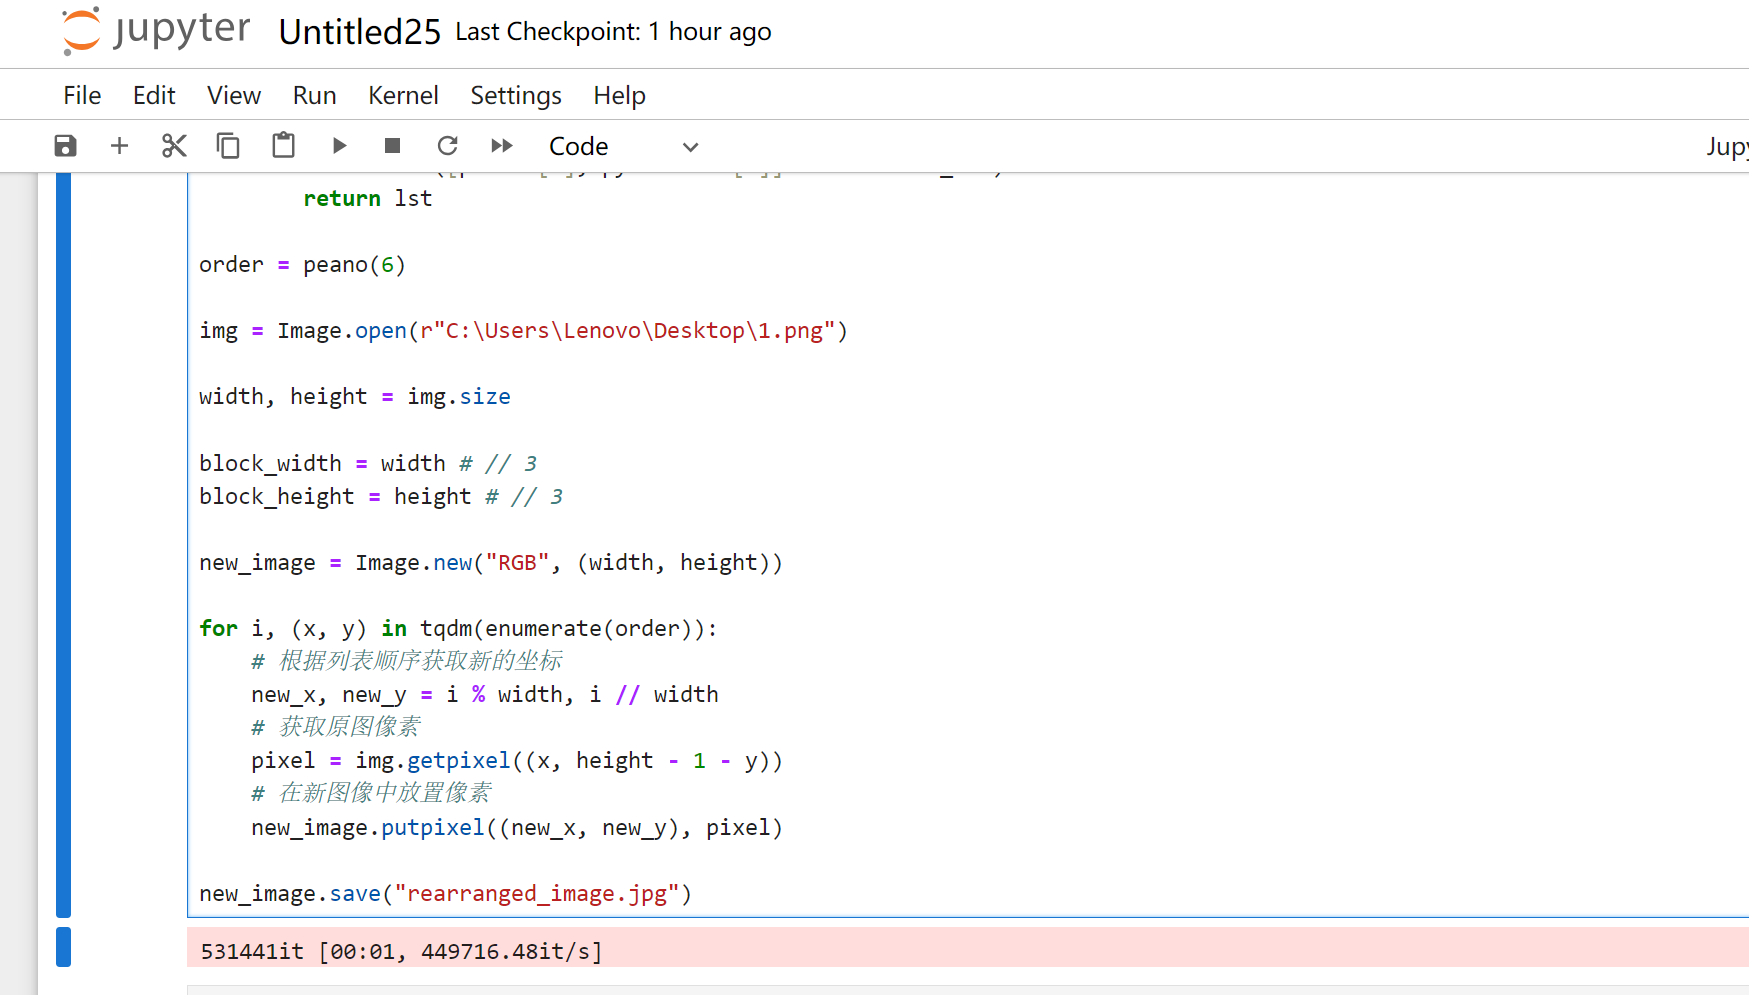 jupyter Untitled25 Last Checkpoint: 1 hour ago
File Edit View Run Kernel Settings Help
Code
return lst
order = peano(6)
img = Image.open(r"C:\Users\Lenovo\Desktop\1.png")
width, height = img.size
block_width = width # // 3
block_height = height # // 3
new_image = Image.new("RGB", (width, height))
for i, (x, y) in tqdm(enumerate(order)):
# 根据列表顺序获取新的坐标
new_x, new_y = i % width, i // width
# 获取原图像素
pixel = img.getpixel((x, height - 1 - y))
# 在新图像中放置像素
new_image.putpixel((new_x, new_y), pixel)
new_image.save("rearranged_image.jpg")
531441it [00:01, 449716.48it/s]